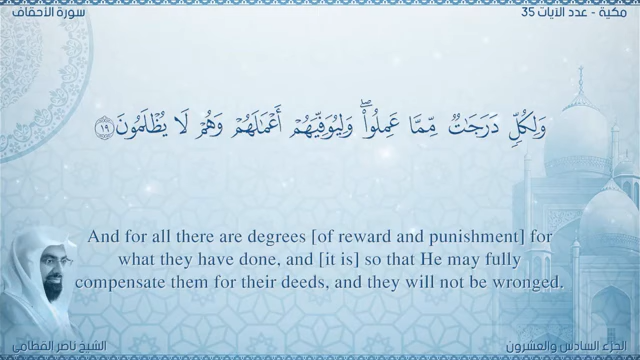 مكية - عدد الآيات 35
سورة الأحقاف
وَلِكُلٍّ دَرَجَاتٌ مِّمَّا عَمِلُوا۟ ۖ وَلِيُوَفِّيَهُمْ أَعْمَالَهُمْ وَهُمْ لَا يُظْلَمُونَ ١٩
And for all there are degrees [of reward and punishment] for
what they have done, and [it is] so that He may fully
compensate them for their deeds, and they will not be wronged.
الجزء السادس والعشرون
الشيخ ناصر القطامي